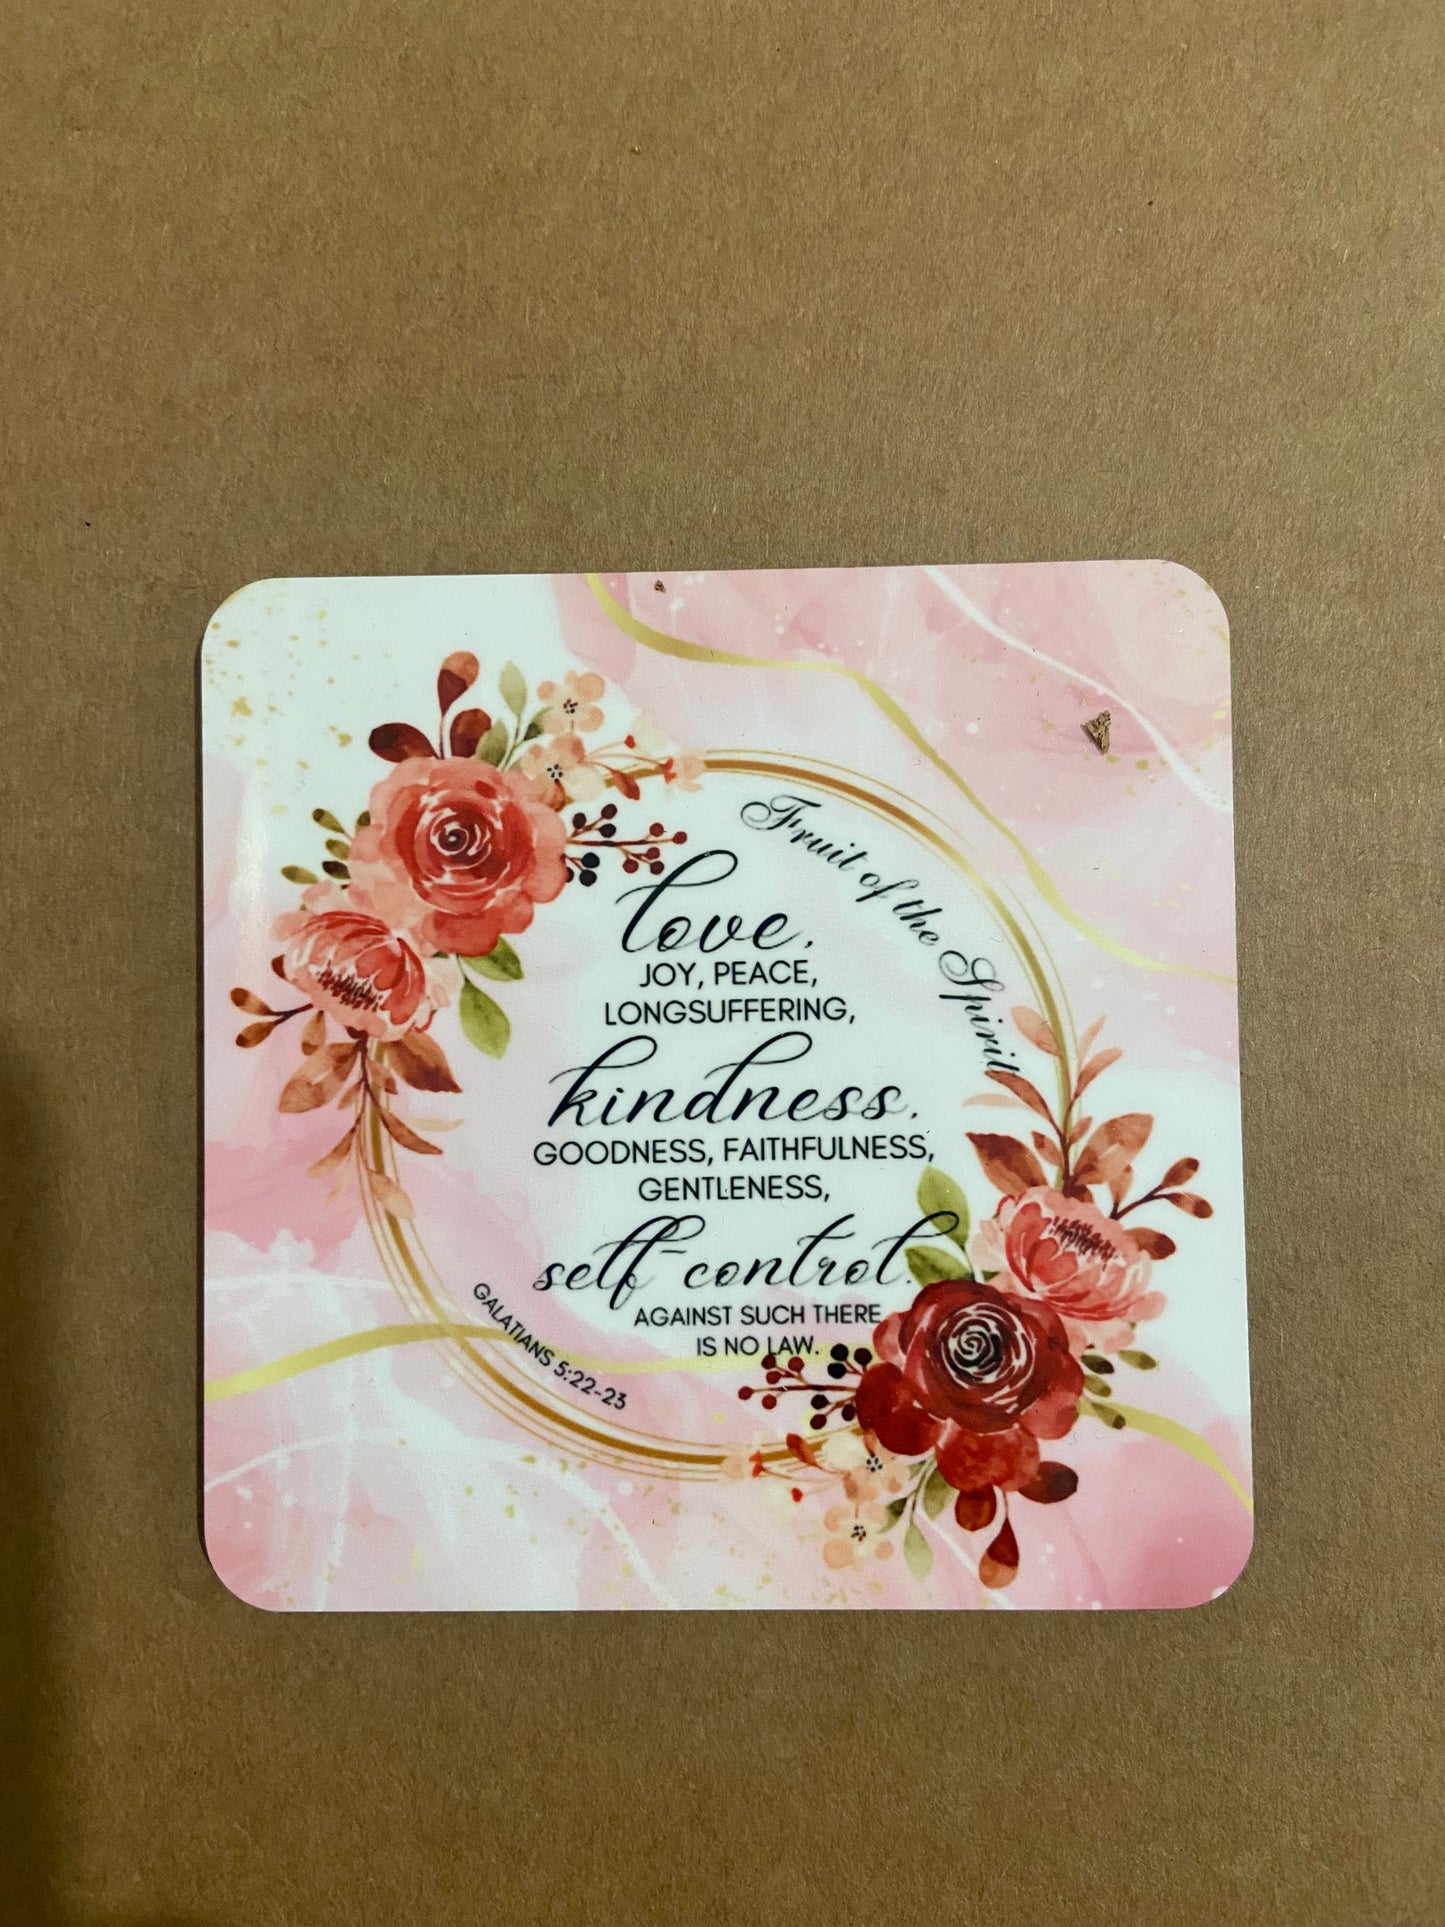 Fruit of the Spirit
love.
JOY, PEACE,
LONGSUFFERING,
kindness.
GOODNESS, FAITHFULNESS,
GENTLENESS,
self-control.
AGAINST SUCH THERE
IS NO LAW.
GALATIANS 5:22-23